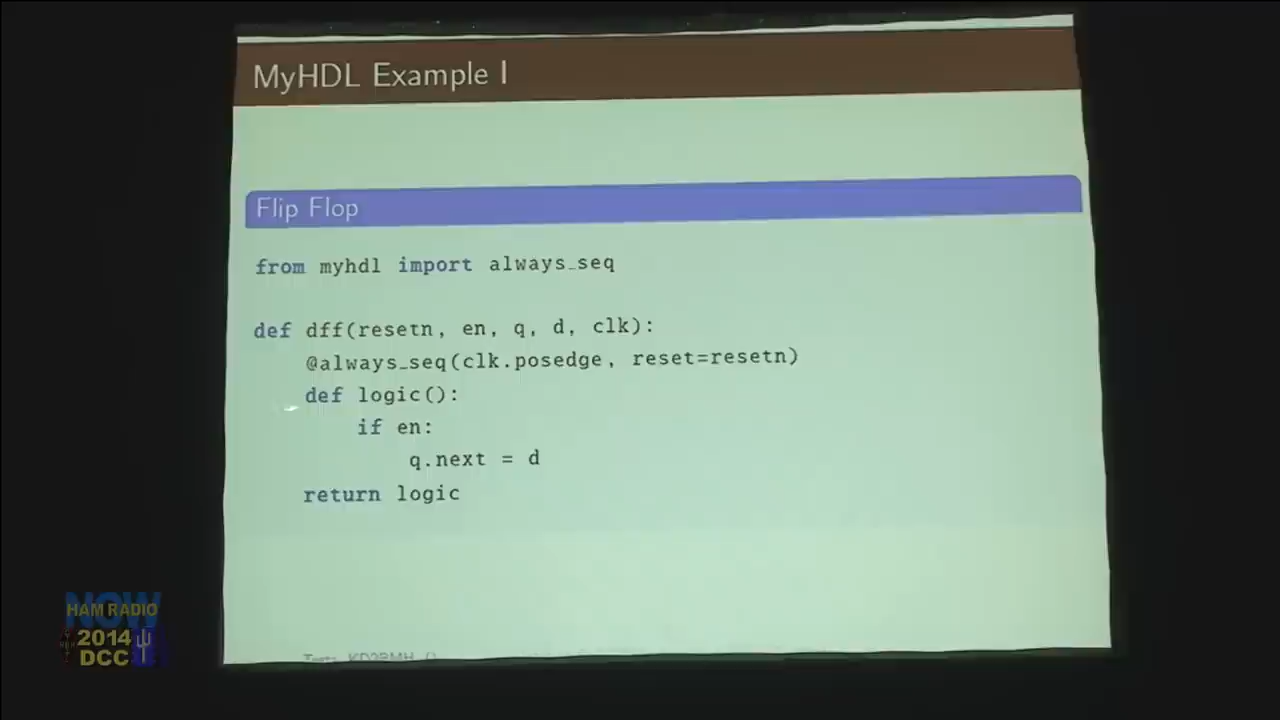 MyHDL Example I
Flip Flop
from myhdl import always_seq
def dff(resetn, en, q, d, clk):
@always_seq(clk.posedge, reset=resetn)
def logic():
if en:
q.next = d
return logic
NOW
HAM RADIO
2014
DCC